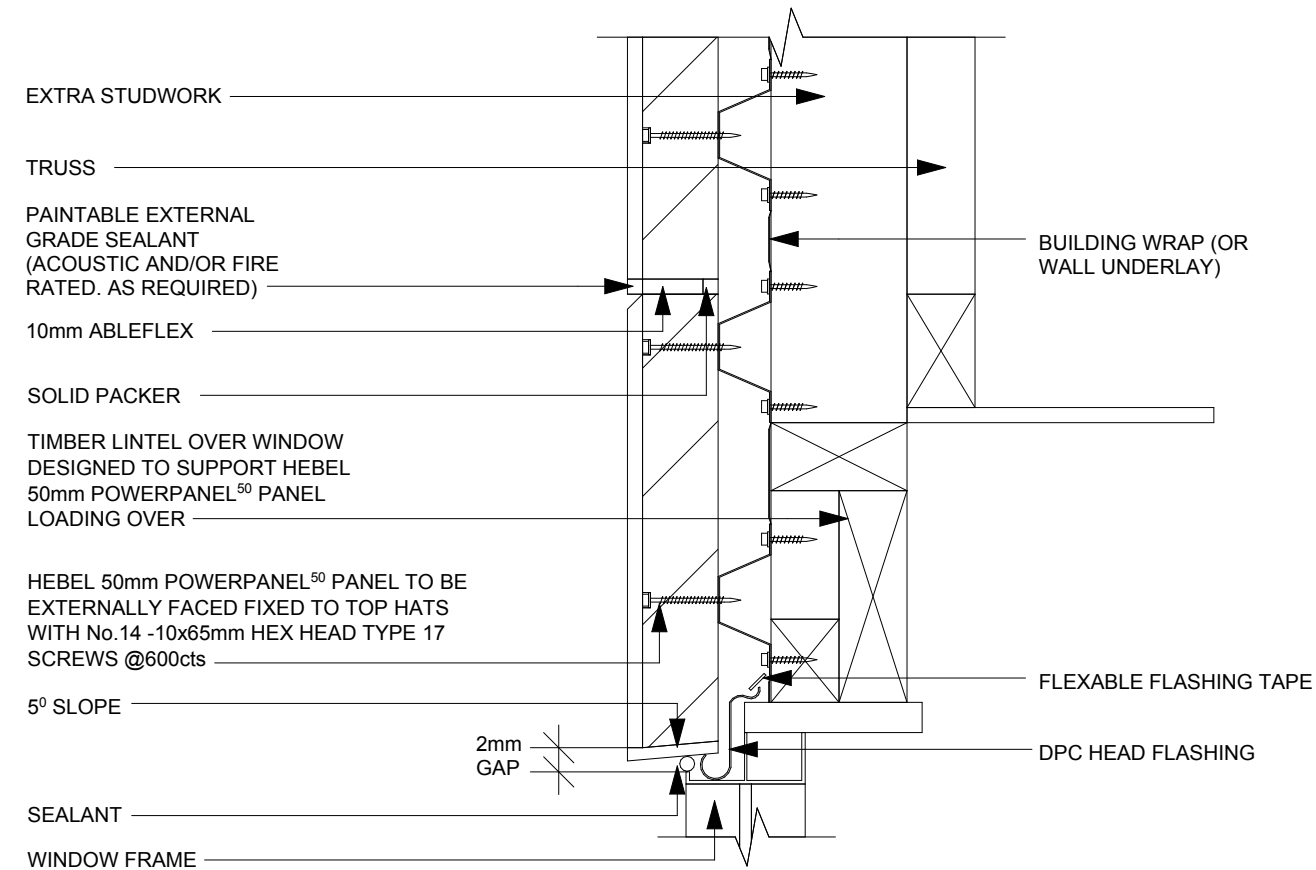 EXTRA STUDWORK
TRUSS
PAINTABLE EXTERNAL
GRADE SEALANT
(ACOUSTIC AND/OR FIRE
RATED. AS REQUIRED)
10mm ABLEFLEX
SOLID PACKER
TIMBER LINTEL OVER WINDOW
DESIGNED TO SUPPORT HEBEL
50mm POWERPANEL⁵⁰ PANEL
LOADING OVER
HEBEL 50mm POWERPANEL⁵⁰ PANEL TO BE
EXTERNALLY FACED FIXED TO TOP HATS
WITH No.14 -10x65mm HEX HEAD TYPE 17
SCREWS @600cts
5⁰ SLOPE
2mm
GAP
SEALANT
WINDOW FRAME
BUILDING WRAP (OR
WALL UNDERLAY)
FLEXABLE FLASHING TAPE
DPC HEAD FLASHING